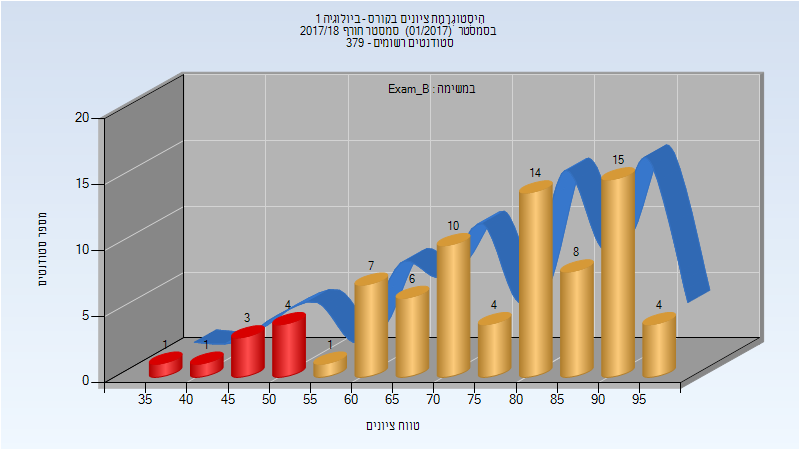 היסטוגרמת ציונים בקורס - ביולוגיה 1
בסמסטר (01/2017) סמסטר חורף 2017/18
סטודנטים רשומים - 379
במשימה : Exam_B
מספר סטודנטים
20
15
10
5
0
1
1
3
4
1
7
6
10
4
14
8
15
4
35 40 45 50 55 60 65 70 75 80 85 90 95
טווח ציונים